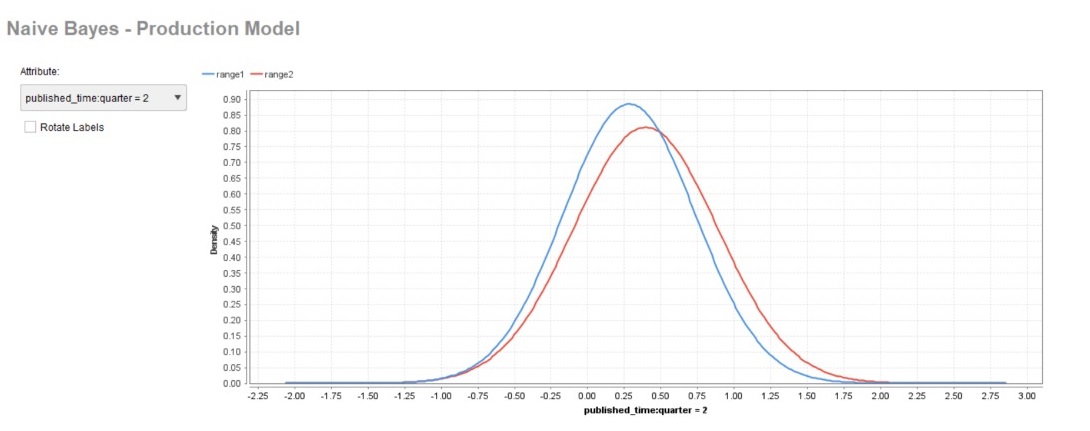 Naive Bayes - Production Model
Attribute:
published_time:quarter = 2
Rotate Labels
range1 range2
0.90
0.85
0.80
0.75
0.70
0.65
0.60
0.55
0.50
0.45
0.40
0.35
0.30
0.25
0.20
0.15
0.10
0.05
0.00
Density
-2.25 -2.00 -1.75 -1.50 -1.25 -1.00 -0.75 -0.50 -0.25 0.00 0.25 0.50 0.75 1.00 1.25 1.50 1.75 2.00 2.25 2.50 2.75 3.00
published_time:quarter = 2